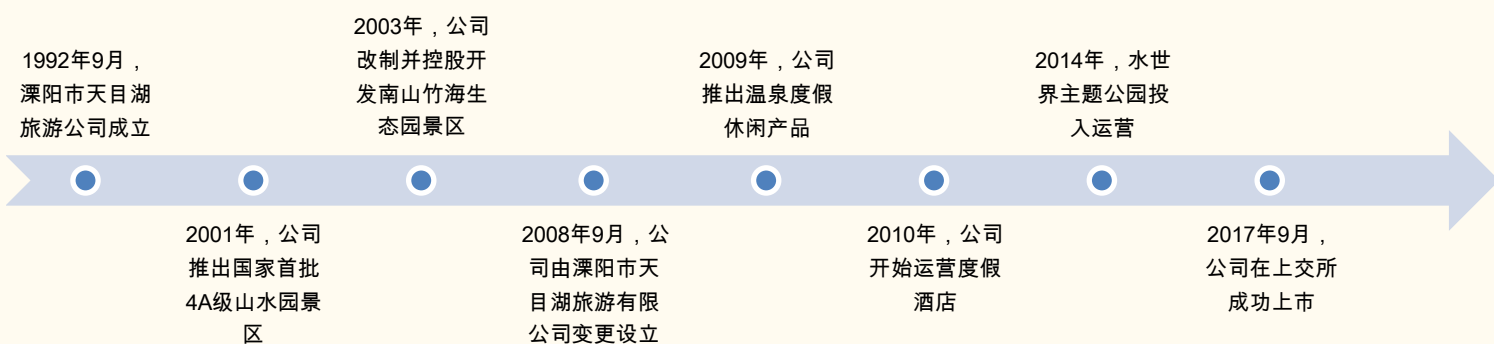 1992年9月，
溧阳市天目湖
旅游公司成立
2001年，公司
推出国家首批
4A级山水园景
区
2003年，公司
改制并控股开
发南山竹海生
态园景区
2008年9月，公
司由溧阳市天
目湖旅游有限
公司变更设立
2009年，公司
推出温泉度假
休闲产品
2010年，公司
开始运营度假
酒店
2014年，水世
界主题公园投
入运营
2017年9月，
公司在上交所
成功上市